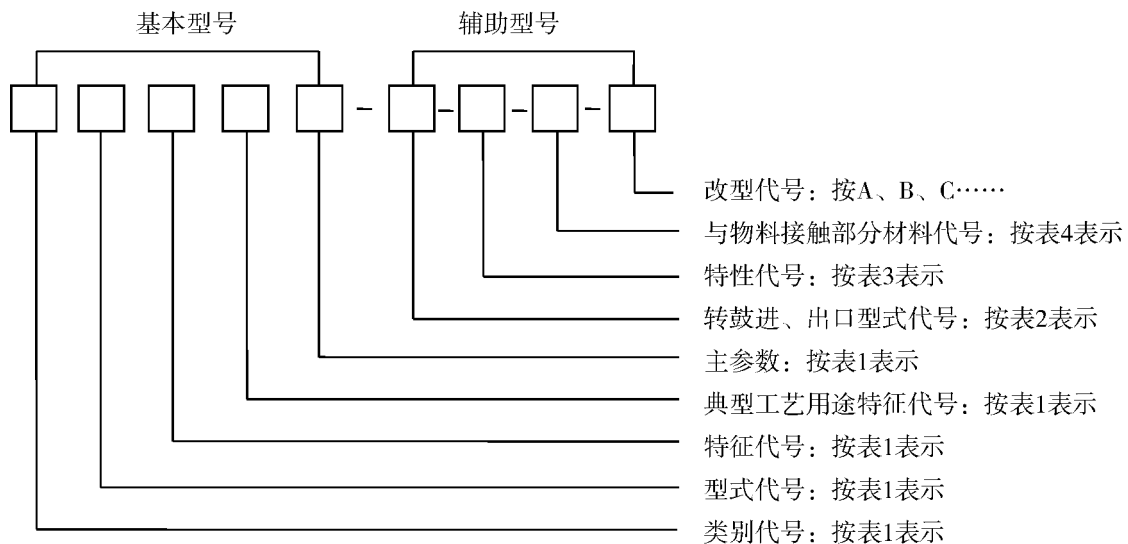 基本型号 辅助型号
改型代号：按A、B、C……
与物料接触部分材料代号：按表4表示
特性代号：按表3表示
转鼓进、出口型式代号：按表2表示
主参数：按表1表示
典型工艺用途特征代号：按表1表示
特征代号：按表1表示
型式代号：按表1表示
类别代号：按表1表示